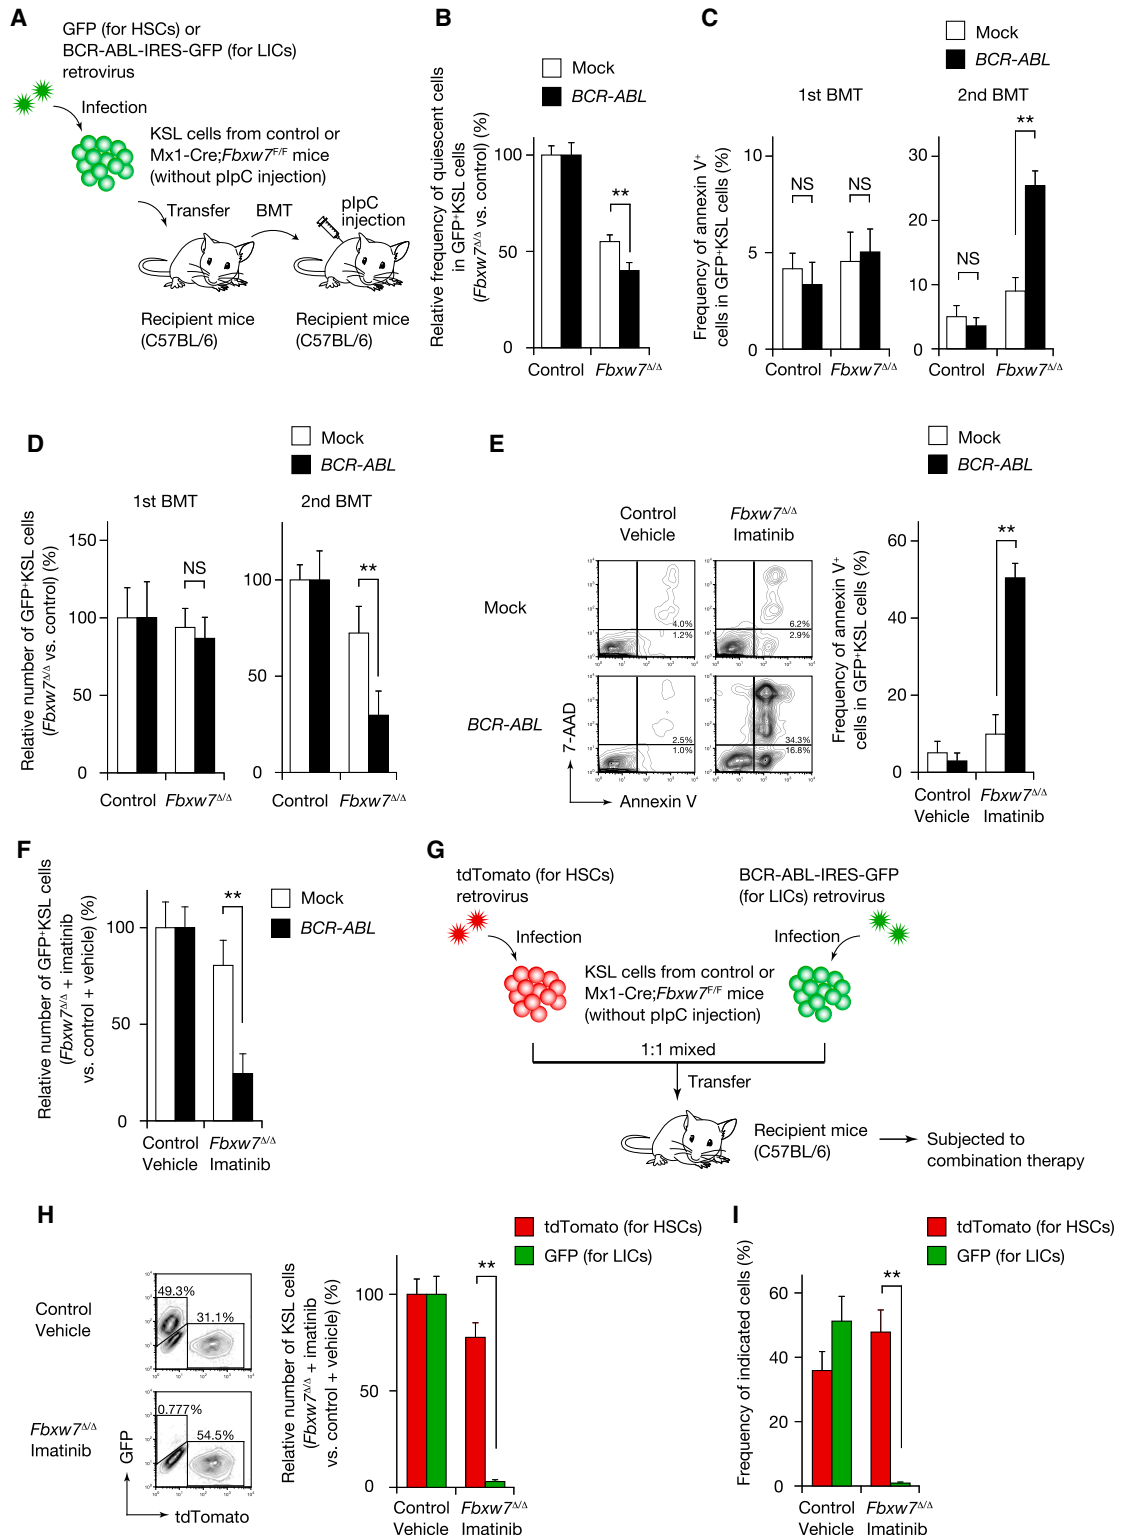 A
GFP (for HSCs) or
BCR-ABL-IRES-GFP (for LICs)
retrovirus
Infection
KSL cells from control or
Mx1-Cre;Fbxw7F/F mice
(without pIpC injection)
Transfer
BMT
pIpC
injection
Recipient mice
(C57BL/6)
Recipient mice
(C57BL/6)
B
Mock
BCR-ABL
Relative frequency of quiescent cells
in GFP+KSL cells
(Fbxw7Δ/Δ vs. control) (%)
100
50
0
**
Control
Fbxw7Δ/Δ
C
Mock
BCR-ABL
1st BMT
2nd BMT
Frequency of annexin V+
cells in GFP+KSL cells (%)
10
5
0
NS
NS
Control
Fbxw7Δ/Δ
30
20
10
0
NS
**
Control
Fbxw7Δ/Δ
D
Mock
BCR-ABL
1st BMT
2nd BMT
Relative number of GFP+KSL cells
(Fbxw7Δ/Δ vs. control) (%)
150
100
50
0
NS
Control
Fbxw7Δ/Δ
100
50
0
**
Control
Fbxw7Δ/Δ
E
Mock
BCR-ABL
Control
Vehicle
Fbxw7Δ/Δ
Imatinib
Mock
4.0%
1.2%
6.2%
2.9%
BCR-ABL
2.5%
1.0%
34.3%
16.8%
7-AAD
Annexin V
Frequency of annexin V+
cells in GFP+KSL cells (%)
60
40
20
0
**
Control
Vehicle
Fbxw7Δ/Δ
Imatinib
F
Relative number of GFP+KSL cells
(Fbxw7Δ/Δ + imatinib
vs. control + vehicle) (%)
Mock
BCR-ABL
100
50
0
**
Control
Vehicle
Fbxw7Δ/Δ
Imatinib
G
tdTomato (for HSCs)
retrovirus
BCR-ABL-IRES-GFP
(for LICs) retrovirus
Infection
Infection
KSL cells from control or
Mx1-Cre;Fbxw7F/F mice
(without pIpC injection)
1:1 mixed
Transfer
Recipient mice
(C57BL/6)
Subjected to
combination therapy
H
Control
Vehicle
49.3%
31.1%
Fbxw7Δ/Δ
Imatinib
0.777%
54.5%
GFP
tdTomato
tdTomato (for HSCs)
GFP (for LICs)
Relative number of KSL cells
(Fbxw7Δ/Δ + imatinib
vs. control + vehicle) (%)
100
50
0
**
Control
Vehicle
Fbxw7Δ/Δ
Imatinib
I
tdTomato (for HSCs)
GFP (for LICs)
Frequency of indicated cells (%)
60
40
20
0
**
Control
Vehicle
Fbxw7Δ/Δ
Imatinib